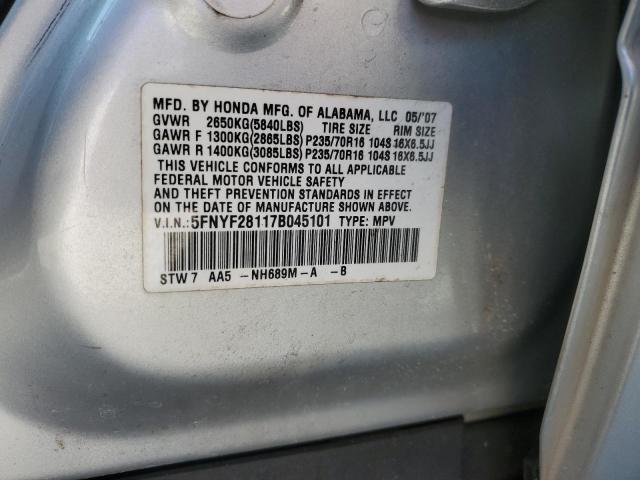 MFD. BY HONDA MFG. OF ALABAMA, LLC 05/'07
GVWR 2650KG(5840LBS) TIRE SIZE RIM SIZE
GAWR F 1300KG(2865LBS) P235/70R16 104S 16X6.5JJ
GAWR R 1400KG(3085LBS) P235/70R16 104S 16X6.5JJ
THIS VEHICLE CONFORMS TO ALL APPLICABLE
FEDERAL MOTOR VEHICLE SAFETY
AND THEFT PREVENTION STANDARDS IN EFFECT
ON THE DATE OF MANUFACTURE SHOWN ABOVE.
V.I.N.:5FNYF28117B045101 TYPE: MPV
STW7 AA5 -NH689M-A -B